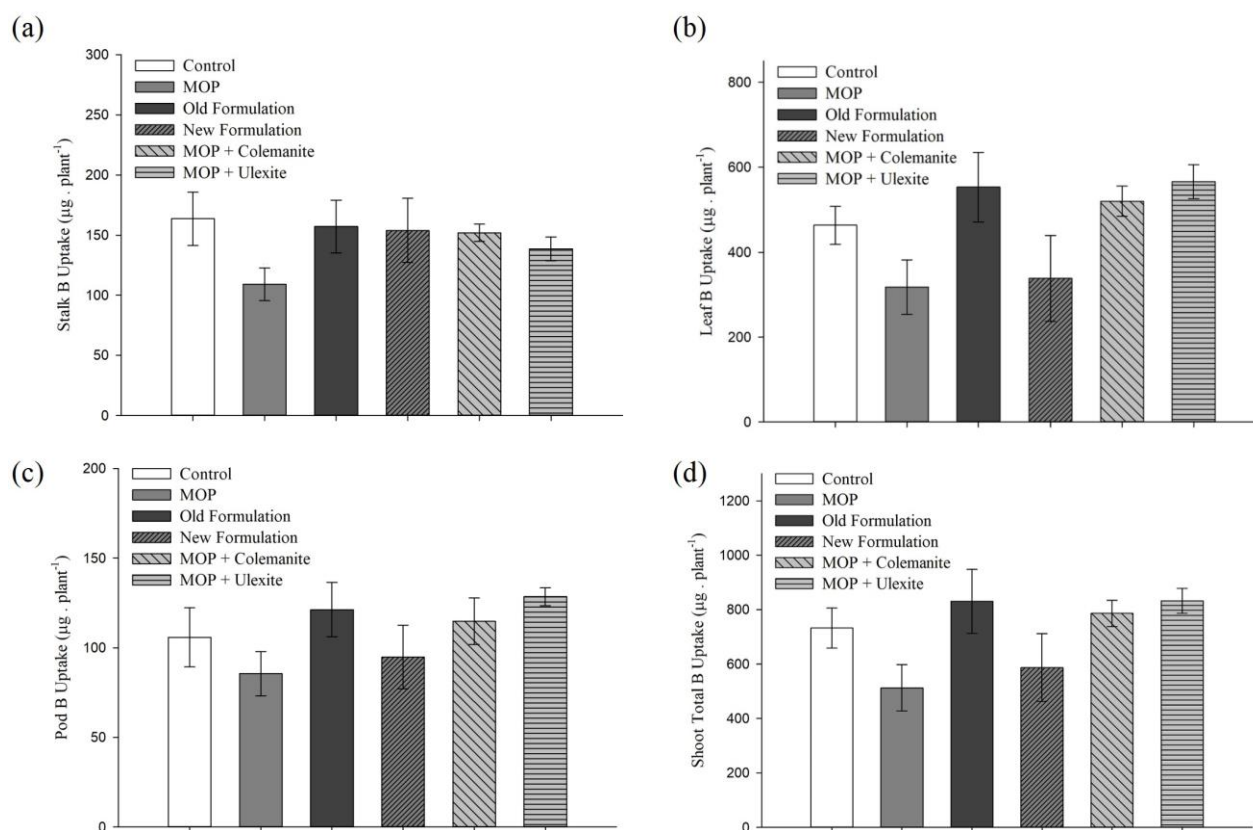 (a)
300
250
200
150
100
50
0
Stalk B Uptake (µg . plant⁻¹)
Control
MOP
Old Formulation
New Formulation
MOP + Colemanite
MOP + Ulexite
(b)
800
600
400
200
0
Leaf B Uptake (µg . plant⁻¹)
Control
MOP
Old Formulation
New Formulation
MOP + Colemanite
MOP + Ulexite
(c)
200
150
100
50
0
Pod B Uptake (µg . plant⁻¹)
Control
MOP
Old Formulation
New Formulation
MOP + Colemanite
MOP + Ulexite
(d)
1200
1000
800
600
400
200
0
Shoot Total B Uptake (µg . plant⁻¹)
Control
MOP
Old Formulation
New Formulation
MOP + Colemanite
MOP + Ulexite